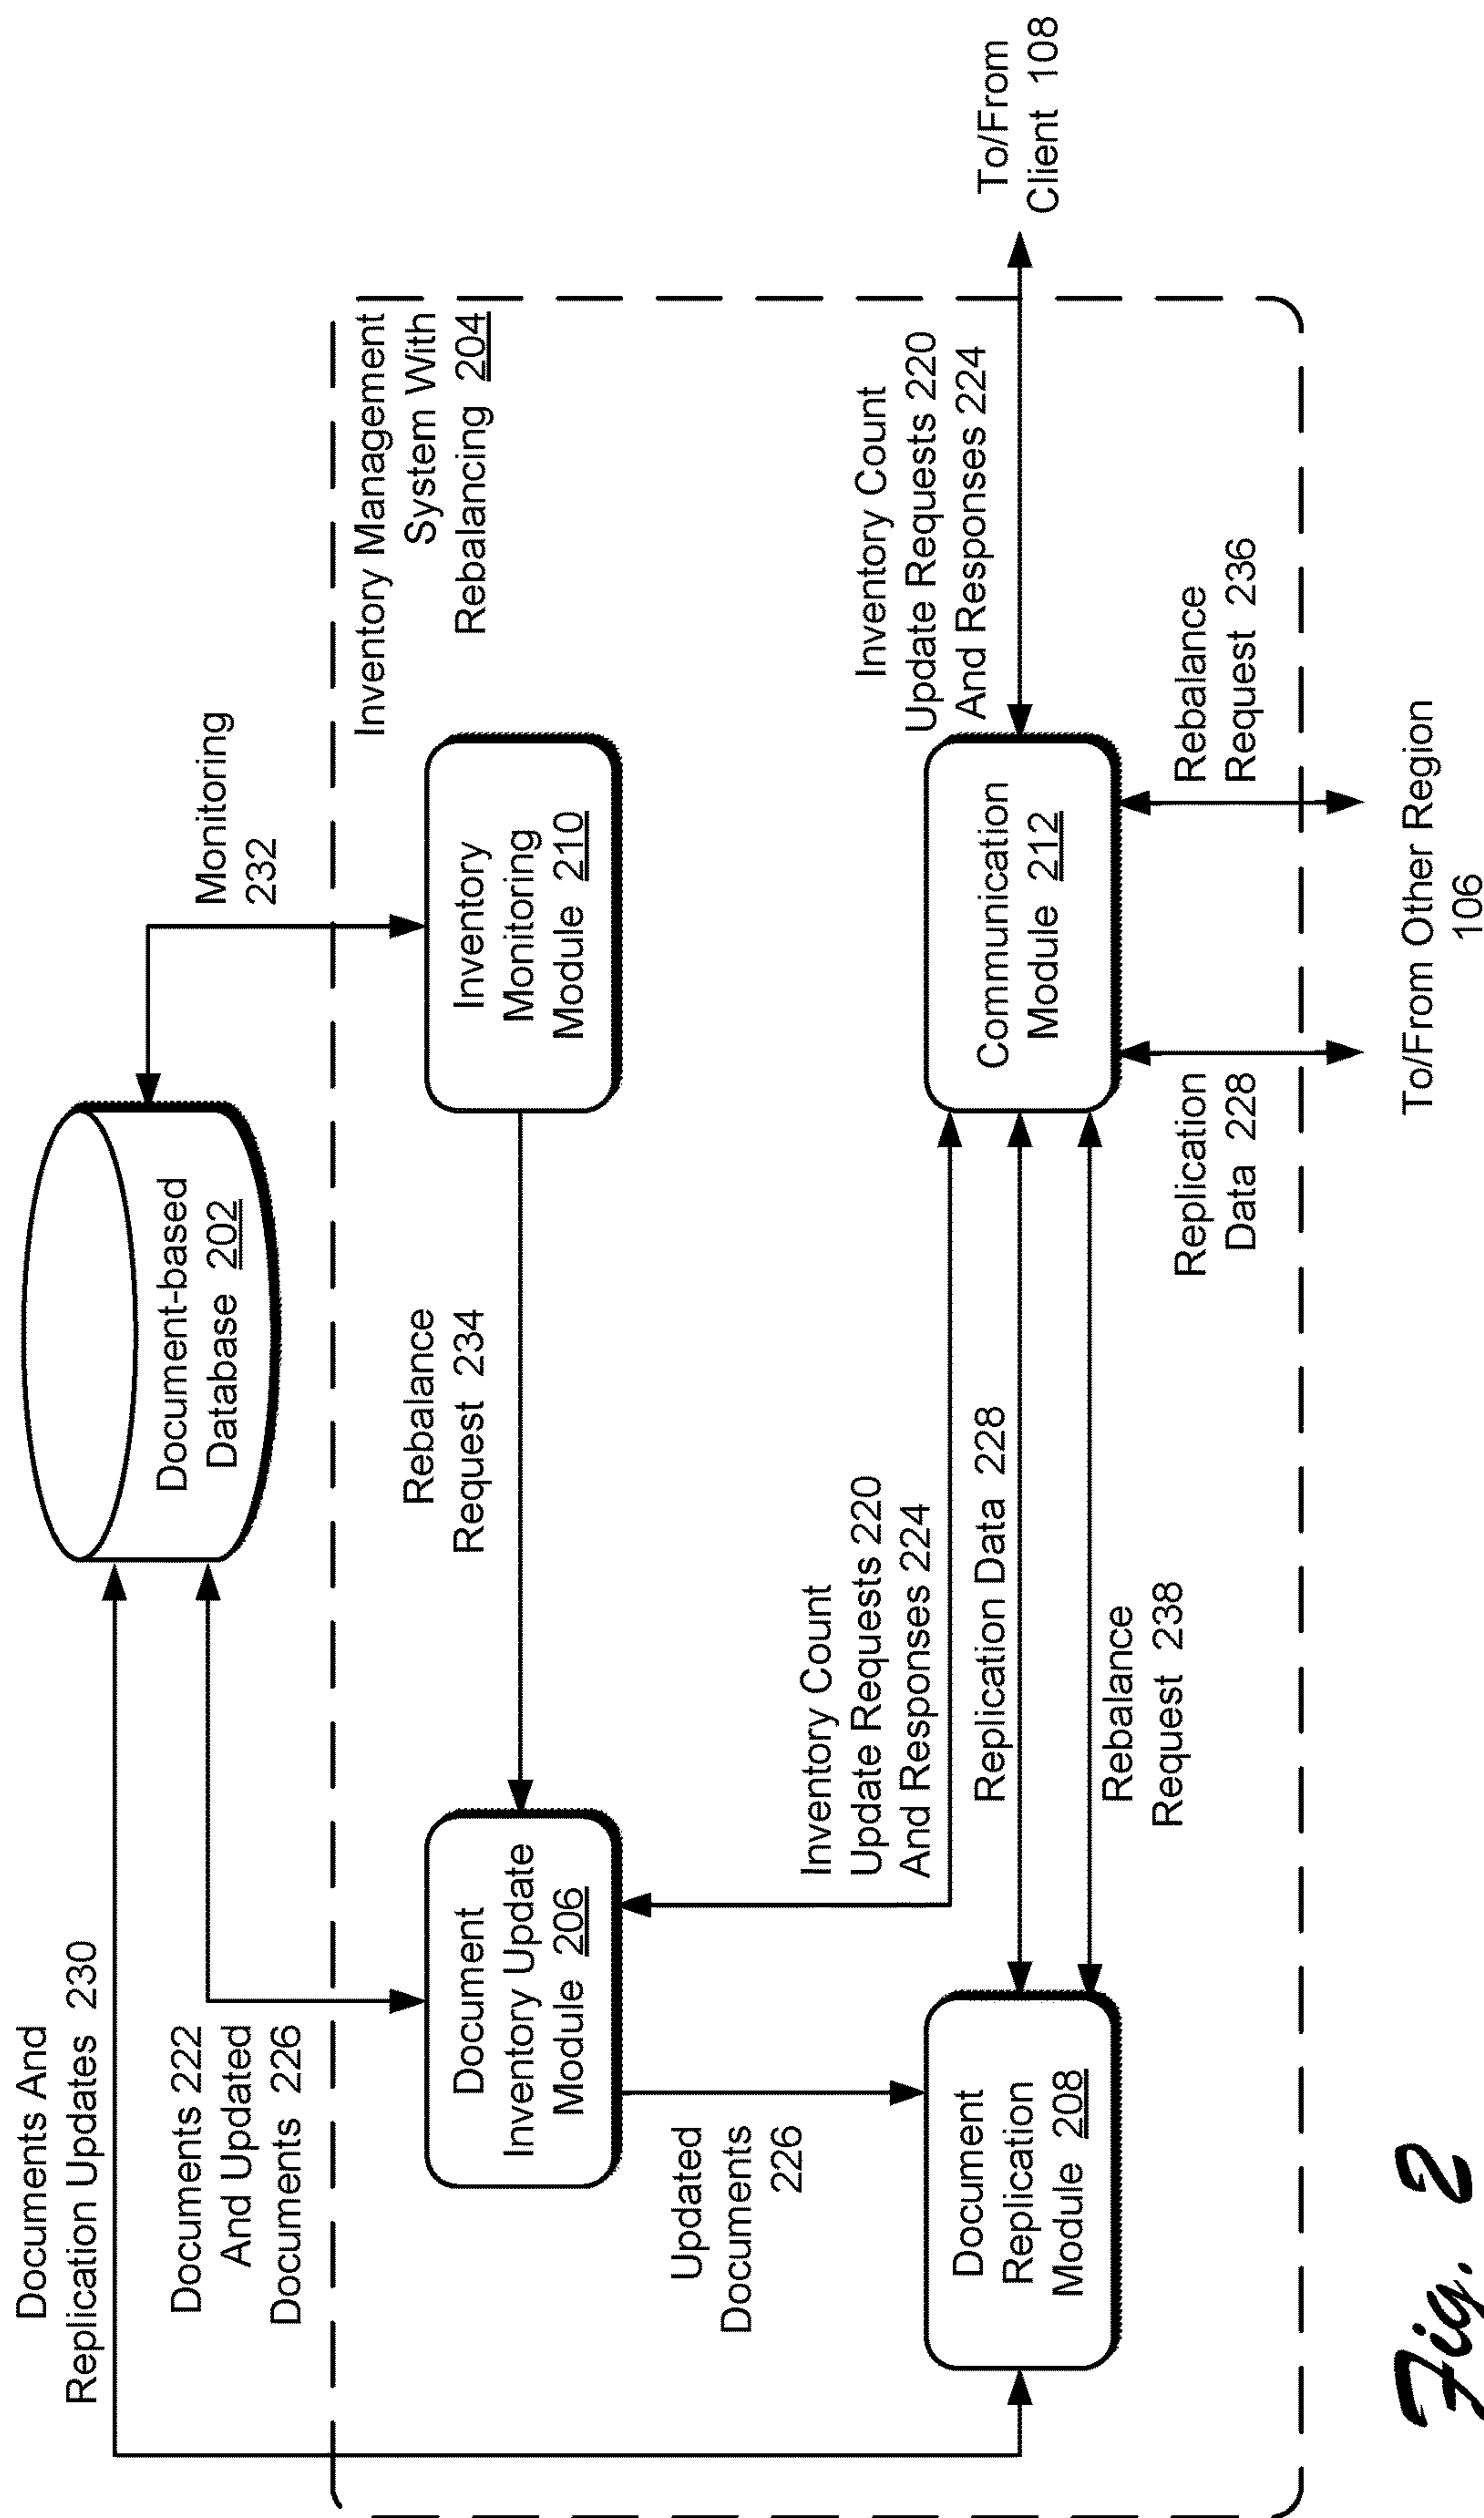 Documents And
Replication Updates 230
Documents 222
And Updated
Documents 226
Document-based
Database 202
Monitoring
232
Inventory Management
System With
Rebalancing 204
Document
Inventory Update
Module 206
Rebalance
Request 234
Inventory
Monitoring
Module 210
Updated
Documents
226
Inventory Count
Update Requests 220
And Responses 224
Inventory Count
Update Requests 220
And Responses 224
To/From
Client 108
Document
Replication
Module 208
Replication Data 228
Rebalance
Request 238
Communication
Module 212
Replication
Data 228
Rebalance
Request 236
To/From Other Region
106
Fig. 2